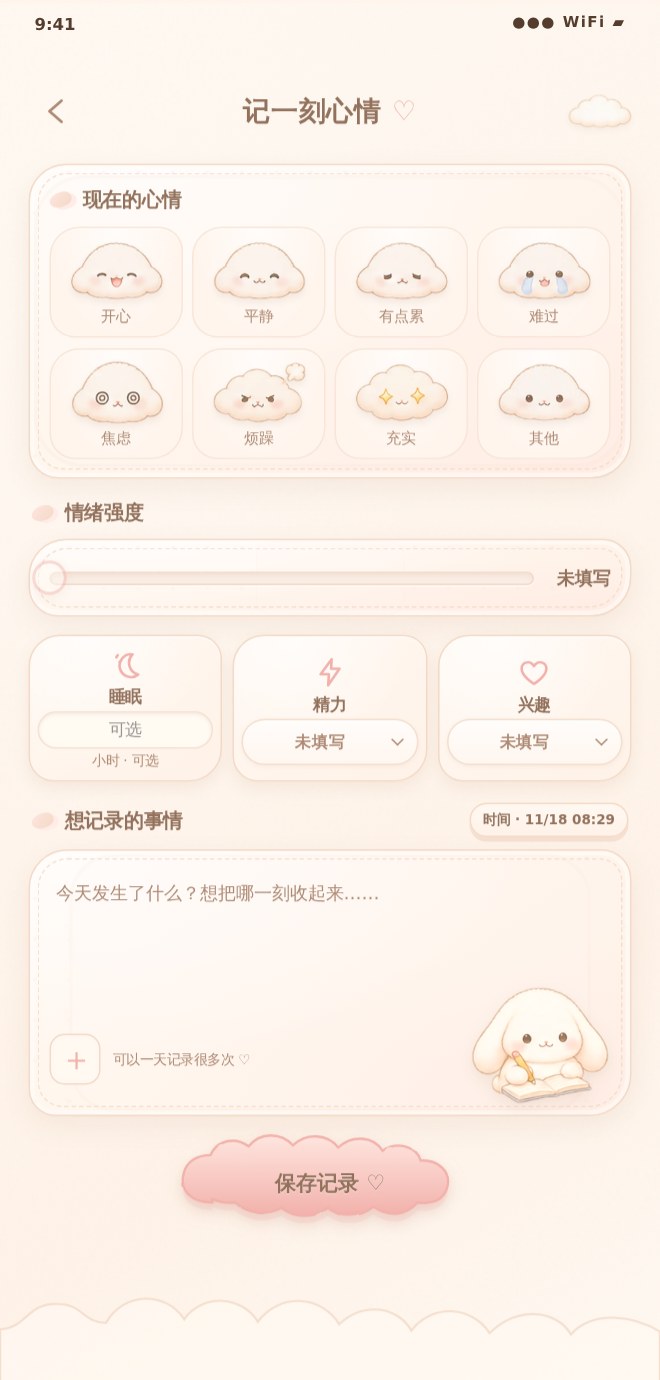 9:41
●●● WiFi ▰
记一刻心情 ♡
现在的心情
开心
平静
有点累
难过
焦虑
烦躁
充实
其他
情绪强度
未填写
睡眠
可选
小时 · 可选
精力
未填写
兴趣
未填写
想记录的事情
时间 · 11/18 08:29
今天发生了什么？想把哪一刻收起来……
+
可以一天记录很多次 ♡
保存记录 ♡